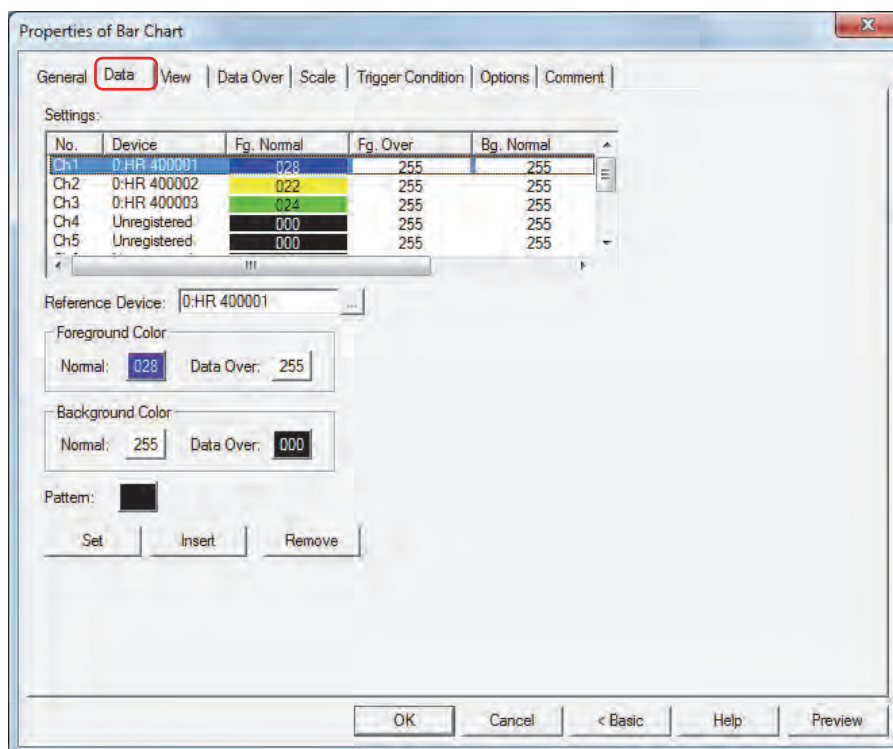 Properties of Bar Chart
General Data View Data Over Scale Trigger Condition Options Comment
Settings:
No. Device Fg. Normal Fg. Over Bg. Normal
Ch1 0:HR 400001 028 255 255
Ch2 0:HR 400002 022 255 255
Ch3 0:HR 400003 024 255 255
Ch4 Unregistered 000 255 255
Ch5 Unregistered 000 255 255
Reference Device: 0:HR 400001 ...
Foreground Color
Normal: 028 Data Over: 255
Background Color
Normal: 255 Data Over: 000
Pattern:
Set Insert Remove
OK Cancel < Basic Help Preview